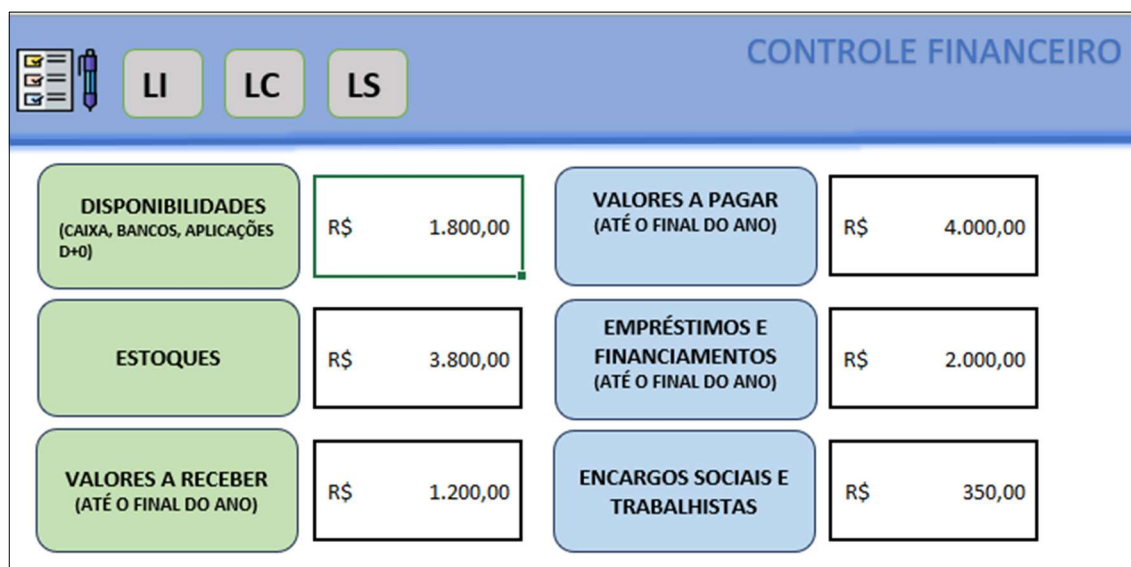 CONTROLE FINANCEIRO
LI
LC
LS
DISPONIBILIDADES
(CAIXA, BANCOS, APLICAÇÕES
D+0)
R$ 1.800,00
VALORES A PAGAR
(ATÉ O FINAL DO ANO)
R$ 4.000,00
ESTOQUES
R$ 3.800,00
EMPRÉSTIMOS E
FINANCIAMENTOS
(ATÉ O FINAL DO ANO)
R$ 2.000,00
VALORES A RECEBER
(ATÉ O FINAL DO ANO)
R$ 1.200,00
ENCARGOS SOCIAIS E
TRABALHISTAS
R$ 350,00